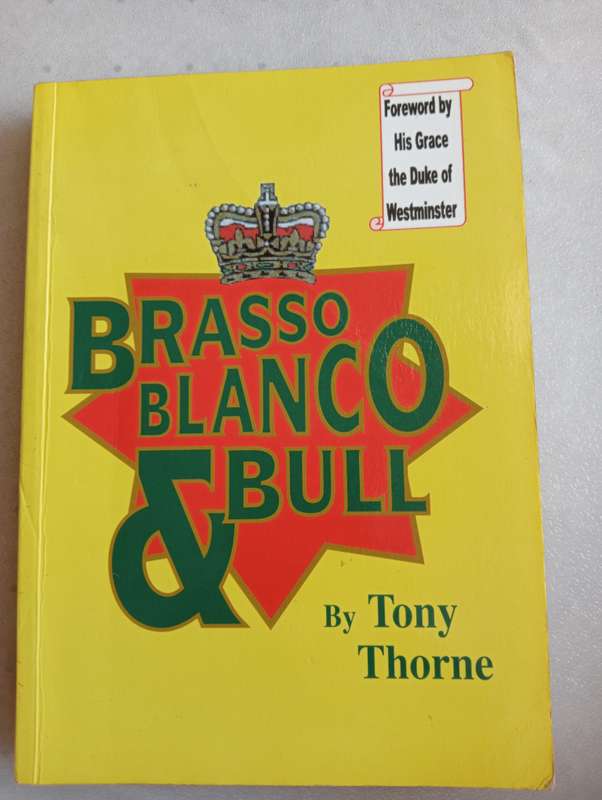 Foreword by
His Grace
the Duke of
Westminster
BRASSO
BLANCO
& BULL
By Tony
Thorne